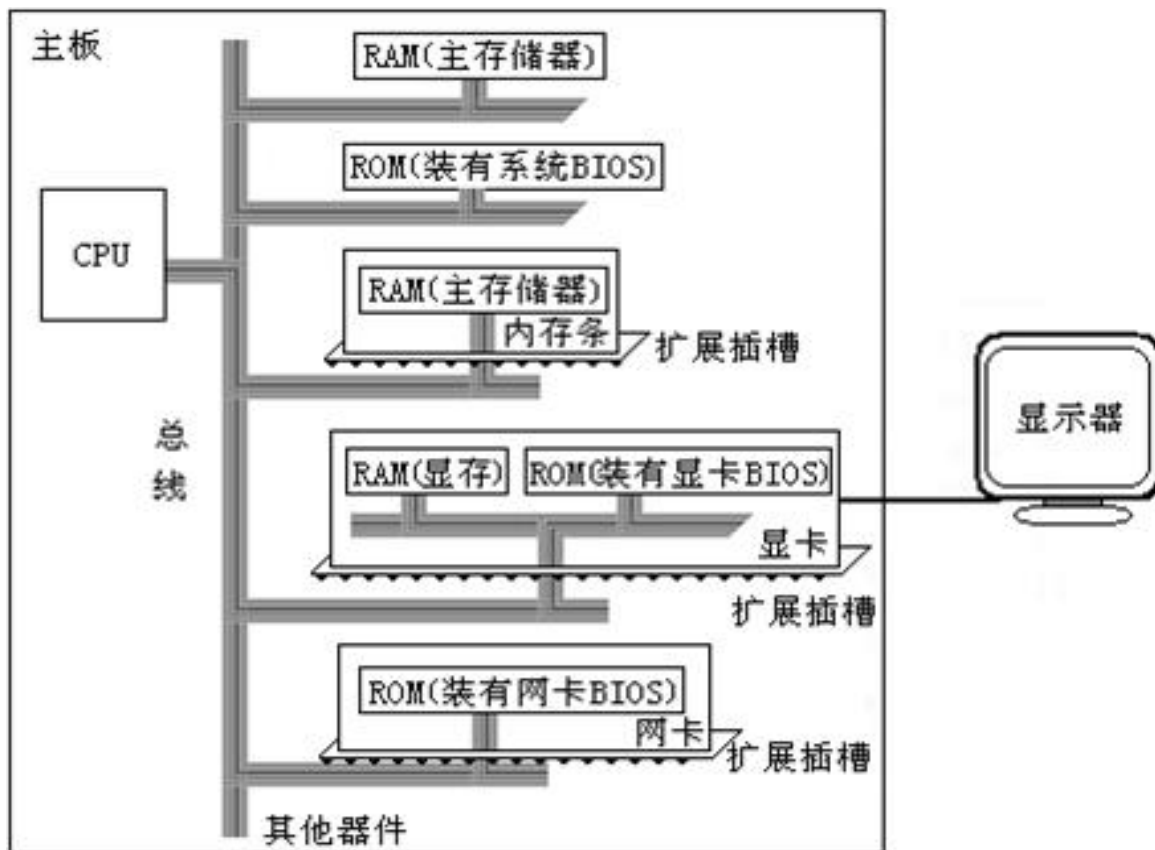 主板
RAM(主存储器)
ROM(装有系统BIOS)
CPU
RAM(主存储器)
内存条
扩展插槽
总线
显示器
RAM(显存)
ROM(装有显卡BIOS)
显卡
扩展插槽
ROM(装有网卡BIOS)
网卡
扩展插槽
其他器件